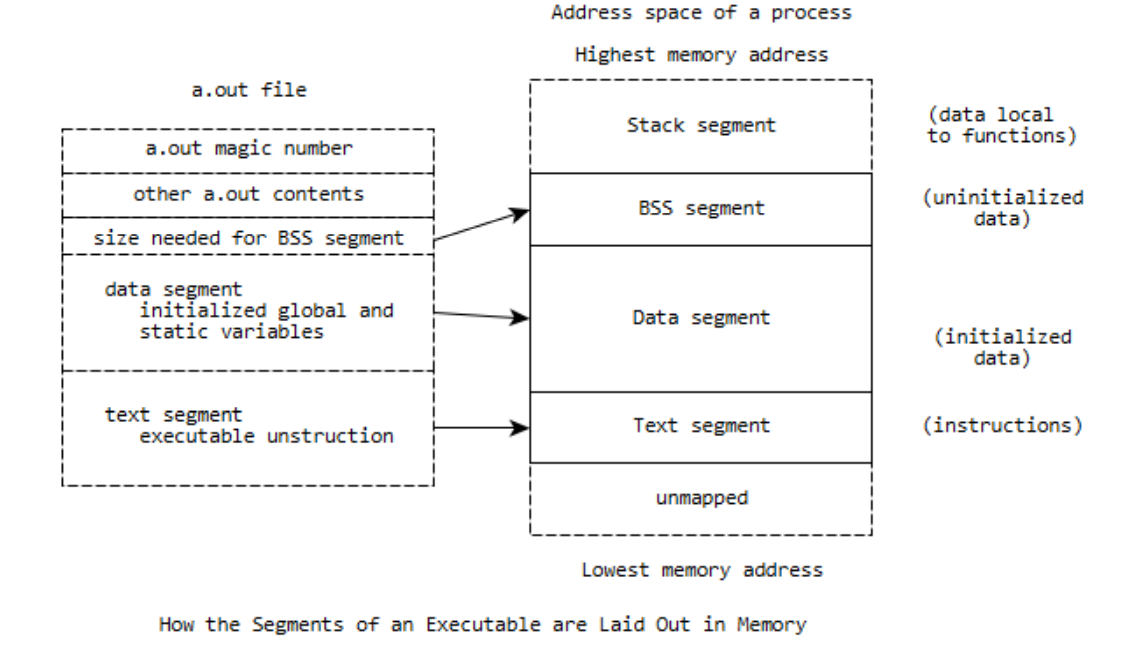 Address space of a process
Highest memory address
a.out file
a.out magic number
other a.out contents
size needed for BSS segment
data segment
initialized global and
static variables
text segment
executable unstruction
Stack segment
(data local
to functions)
BSS segment
(uninitialized
data)
Data segment
(initialized
data)
Text segment
(instructions)
unmapped
Lowest memory address
How the Segments of an Executable are Laid Out in Memory